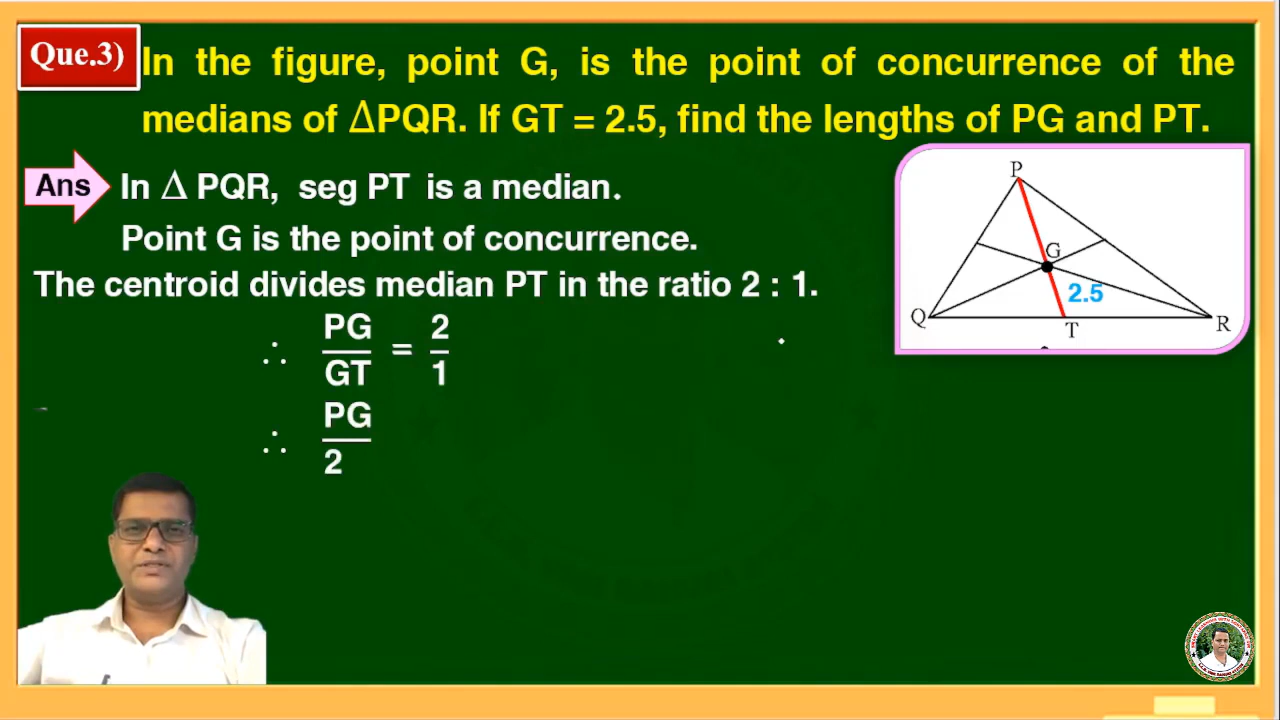 Que.3)
In the figure, point G, is the point of concurrence of the
medians of ΔPQR. If GT = 2.5, find the lengths of PG and PT.
Ans
In Δ PQR, seg PT is a median.
Point G is the point of concurrence.
The centroid divides median PT in the ratio 2 : 1.
∴ PG/GT = 2/1
∴ PG/2
P
G
2.5
Q
T
R